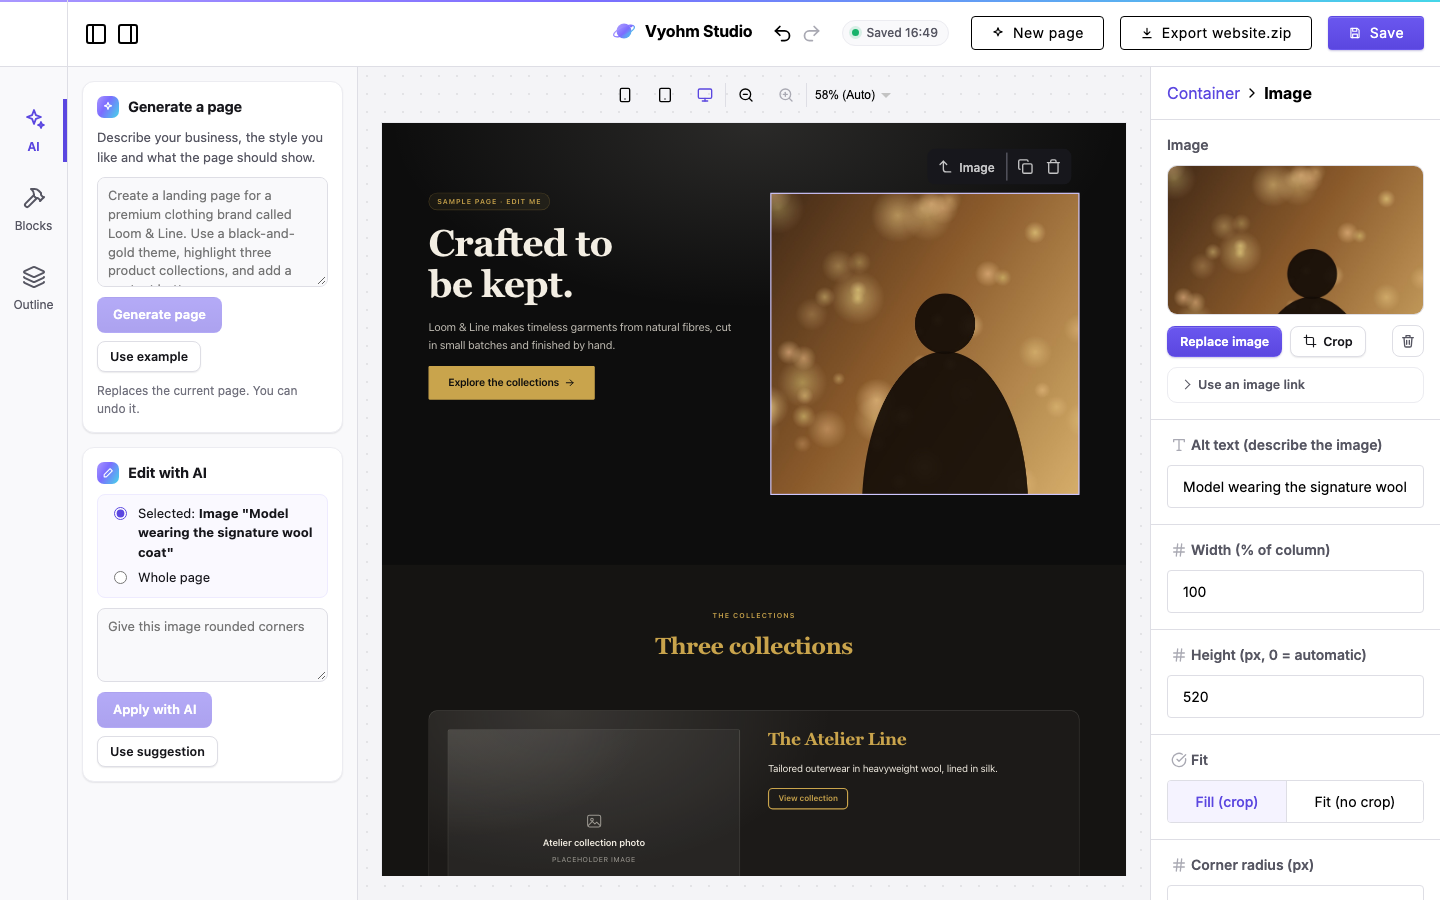 Vyohm Studio
Saved 16:49
New page
Export website.zip
Save
AI
Blocks
Outline
Generate a page
Describe your business, the style you
like and what the page should show.
Create a landing page for a
premium clothing brand called
Loom & Line. Use a black-and-
gold theme, highlight three
product collections, and add a
Generate page
Use example
Replaces the current page. You can
undo it.
Edit with AI
Selected: Image "Model
wearing the signature wool
coat"
Whole page
Give this image rounded corners
Apply with AI
Use suggestion
58% (Auto)
Image
SAMPLE PAGE · EDIT ME
Crafted to
be kept.
Loom & Line makes timeless garments from natural fibres, cut
in small batches and finished by hand.
Explore the collections →
THE COLLECTIONS
Three collections
Atelier collection photo
PLACEHOLDER IMAGE
The Atelier Line
Tailored outerwear in heavyweight wool, lined in silk.
View collection
Container > Image
Image
Replace image
Crop
Use an image link
Alt text (describe the image)
Model wearing the signature wool
Width (% of column)
100
Height (px, 0 = automatic)
520
Fit
Fill (crop)
Fit (no crop)
Corner radius (px)